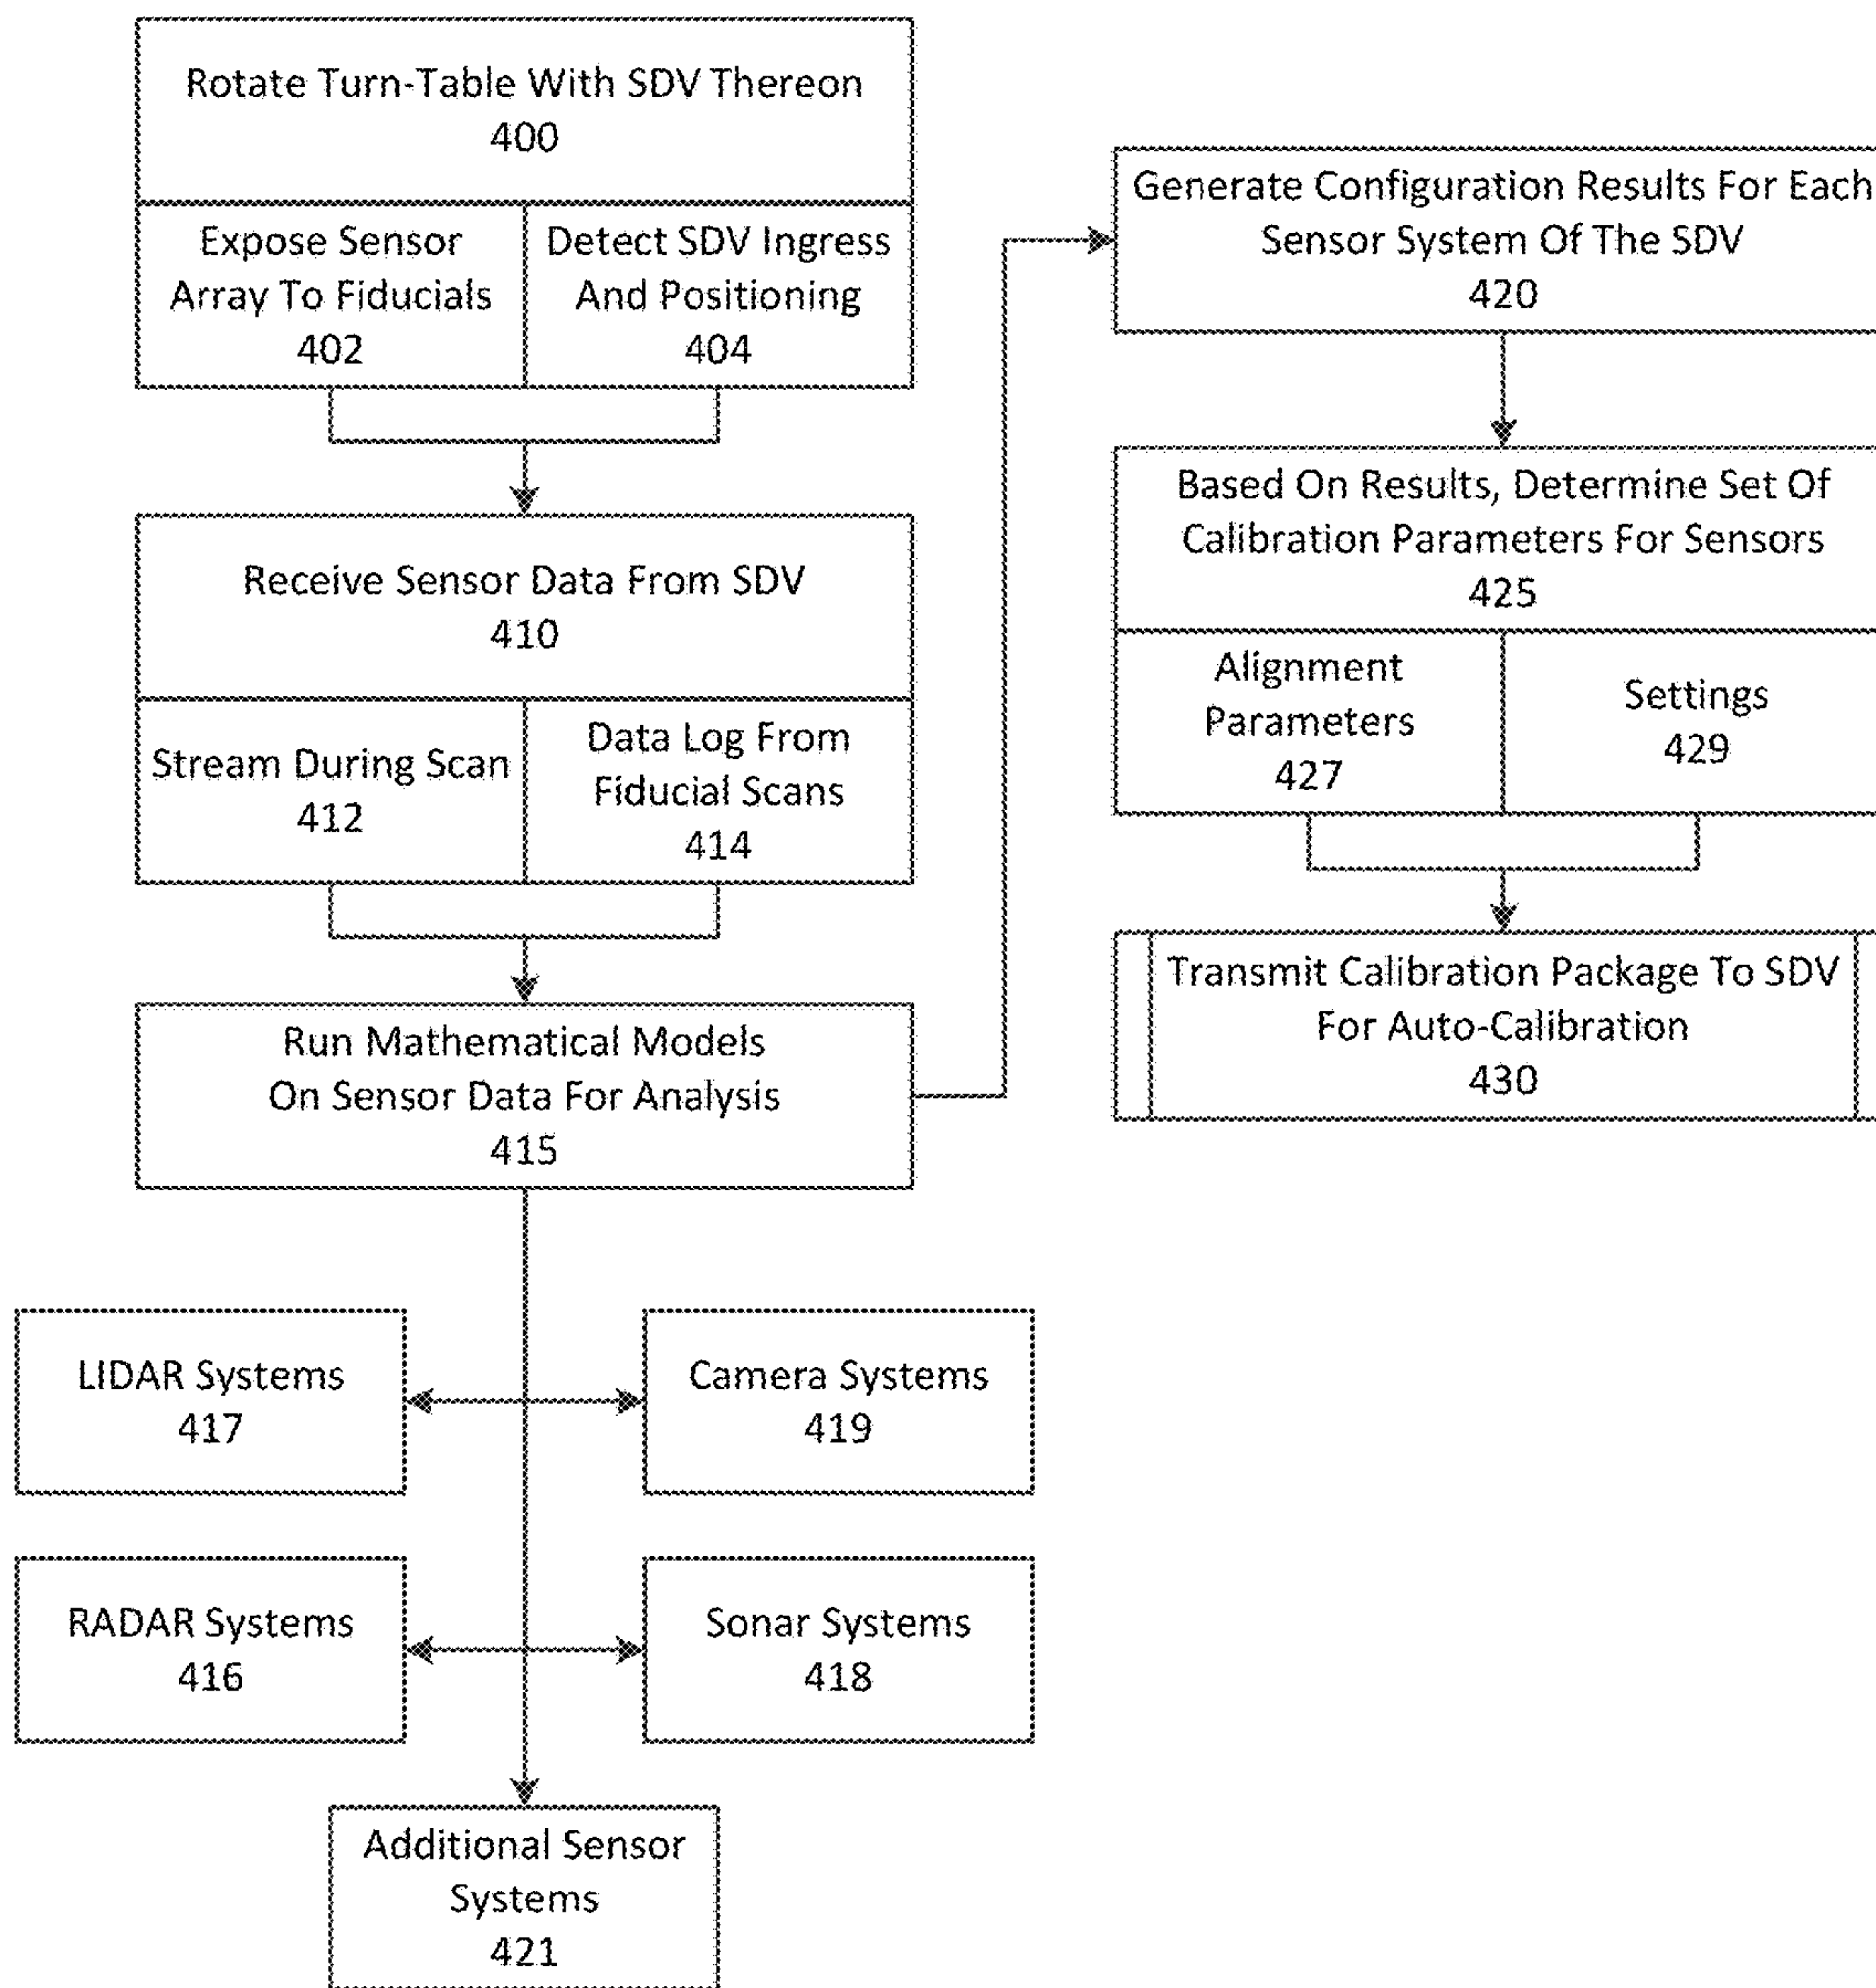 Rotate Turn-Table With SDV Thereon
400
Expose Sensor
Array To Fiducials
402
Detect SDV Ingress
And Positioning
404
Receive Sensor Data From SDV
410
Stream During Scan
412
Data Log From
Fiducial Scans
414
Run Mathematical Models
On Sensor Data For Analysis
415
LIDAR Systems
417
Camera Systems
419
RADAR Systems
416
Sonar Systems
418
Additional Sensor
Systems
421
Generate Configuration Results For Each
Sensor System Of The SDV
420
Based On Results, Determine Set Of
Calibration Parameters For Sensors
425
Alignment
Parameters
427
Settings
429
Transmit Calibration Package To SDV
For Auto-Calibration
430